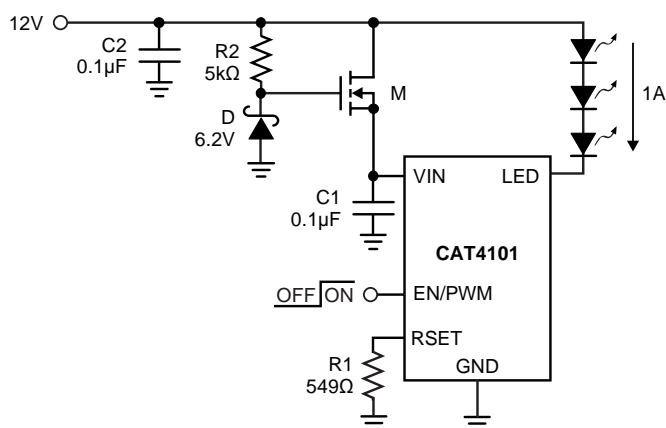 12V
C2
0.1µF
R2
5kΩ
D
6.2V
M
1A
VIN
LED
C1
0.1µF
CAT4101
OFF ON
EN/PWM
RSET
R1
549Ω
GND